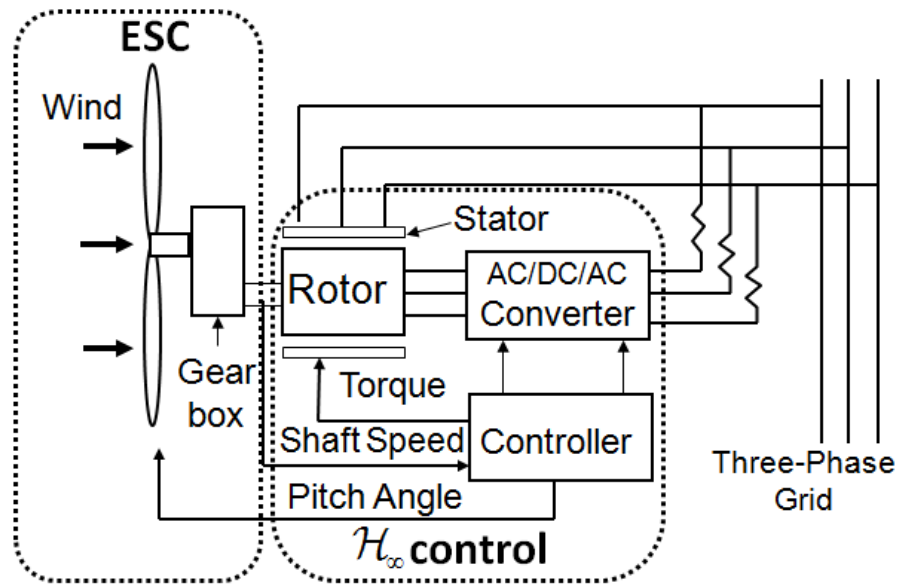 ESC
Wind
Stator
Rotor
AC/DC/AC
Converter
Gear
box
Torque
Shaft Speed
Controller
Pitch Angle
Three-Phase
Grid
ℋ∞ control